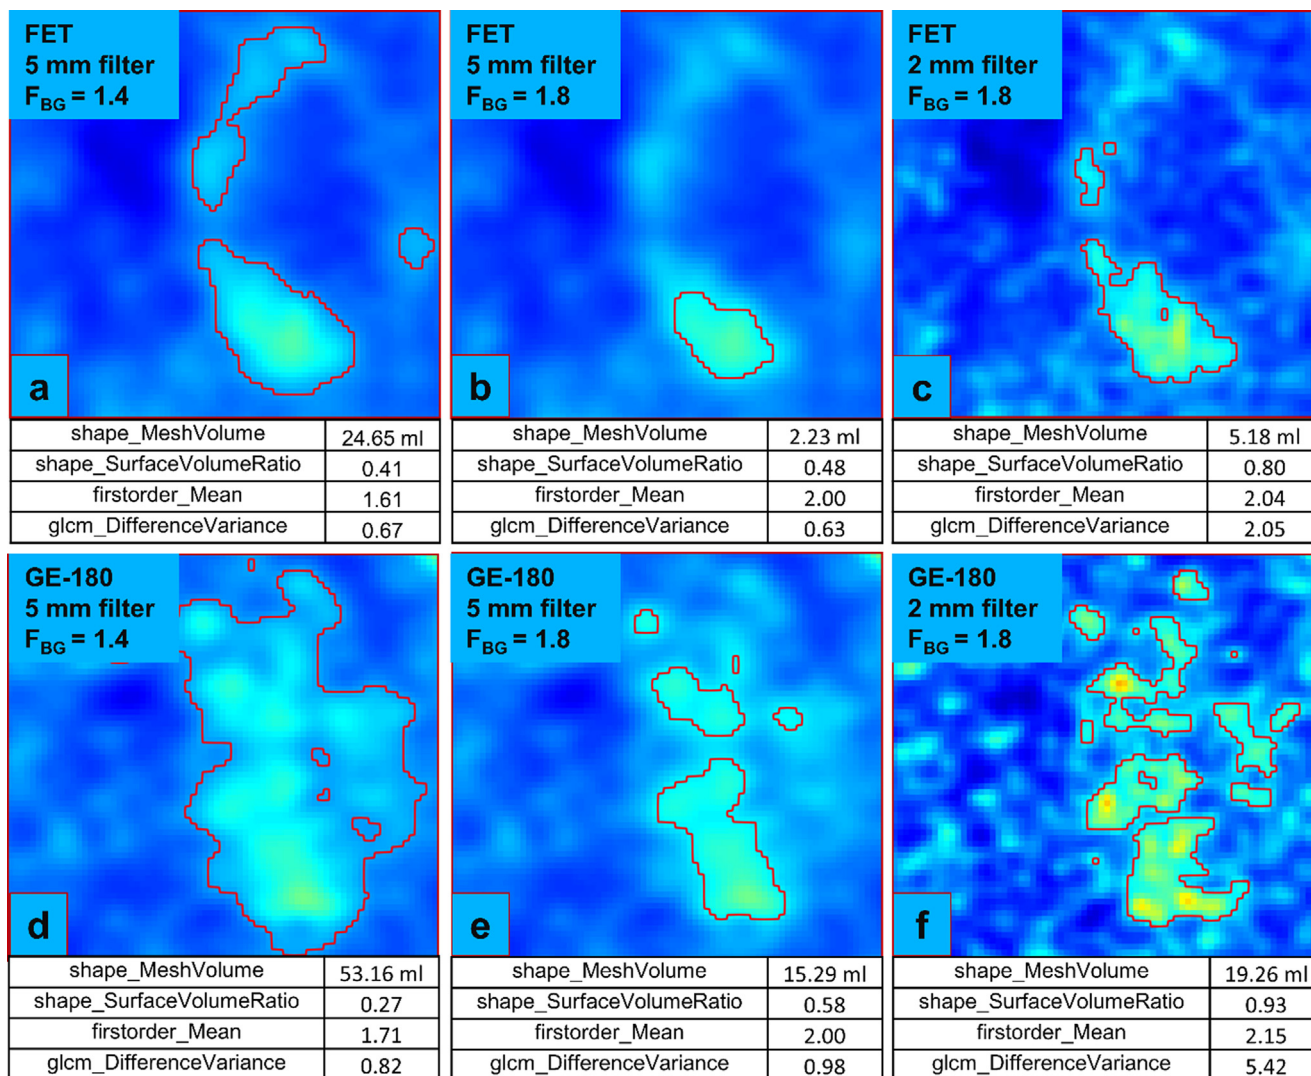 FET
5 mm filter
F_BG = 1.4
a
shape_MeshVolume 24.65 ml
shape_SurfaceVolumeRatio 0.41
firstorder_Mean 1.61
glcm_DifferenceVariance 0.67
FET
5 mm filter
F_BG = 1.8
b
shape_MeshVolume 2.23 ml
shape_SurfaceVolumeRatio 0.48
firstorder_Mean 2.00
glcm_DifferenceVariance 0.63
FET
2 mm filter
F_BG = 1.8
c
shape_MeshVolume 5.18 ml
shape_SurfaceVolumeRatio 0.80
firstorder_Mean 2.04
glcm_DifferenceVariance 2.05
GE-180
5 mm filter
F_BG = 1.4
d
shape_MeshVolume 53.16 ml
shape_SurfaceVolumeRatio 0.27
firstorder_Mean 1.71
glcm_DifferenceVariance 0.82
GE-180
5 mm filter
F_BG = 1.8
e
shape_MeshVolume 15.29 ml
shape_SurfaceVolumeRatio 0.58
firstorder_Mean 2.00
glcm_DifferenceVariance 0.98
GE-180
2 mm filter
F_BG = 1.8
f
shape_MeshVolume 19.26 ml
shape_SurfaceVolumeRatio 0.93
firstorder_Mean 2.15
glcm_DifferenceVariance 5.42